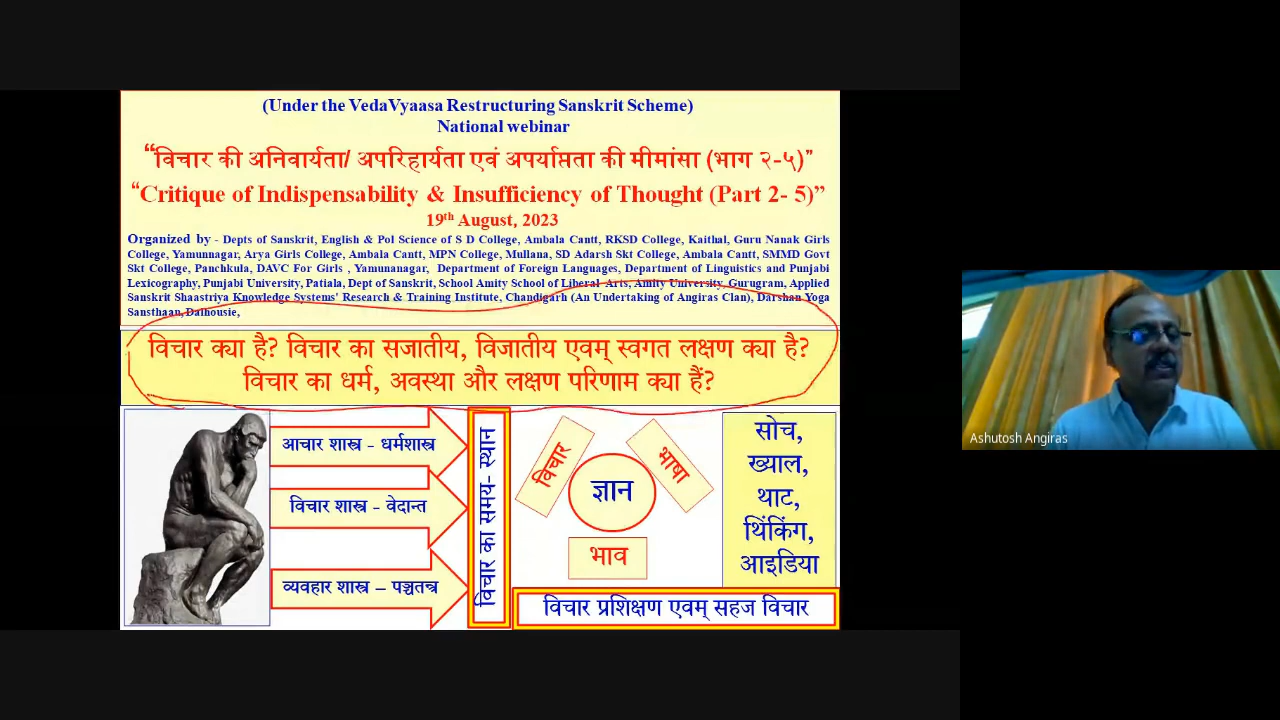 (Under the VedaVyaasa Restructuring Sanskrit Scheme)
National webinar
“विचार की अनिवार्यता/ अपरिहार्यता एवं अपर्याप्तता की मीमांसा (भाग २-५)”
“Critique of Indispensability & Insufficiency of Thought (Part 2- 5)”
19th August, 2023
Organized by - Depts of Sanskrit, English & Pol Science of S D College, Ambala Cantt, RKSD College, Kaithal, Guru Nanak Girls
College, Yamunnagar, Arya Girls College, Ambala Cantt, MPN College, Mullana, SD Adarsh Skt College, Ambala Cantt, SMMD Govt
Skt College, Panchkula, DAVC For Girls , Yamunanagar, Department of Foreign Languages, Department of Linguistics and Punjabi
Lexicography, Punjabi University, Patiala, Dept of Sanskrit, School Amity School of Liberal Arts, Amity University, Gurugram, Applied
Sanskrit Shaastriya Knowledge Systems' Research & Training Institute, Chandigarh (An Undertaking of Angiras Clan), Darshan Yoga
Sansthaan, Dalhousie,
विचार क्या है? विचार का सजातीय, विजातीय एवम् स्वगत लक्षण क्या है?
विचार का धर्म, अवस्था और लक्षण परिणाम क्या हैं?
आचार शास्त्र - धर्मशास्त्र
विचार शास्त्र - वेदान्त
व्यवहार शास्त्र – पञ्चतन्त्र
विचार का समय- स्थान
विचार
भाषा
ज्ञान
भाव
सोच,
ख्याल,
थाट,
थिंकिंग,
आइडिया
विचार प्रशिक्षण एवम् सहज विचार
Ashutosh Angiras